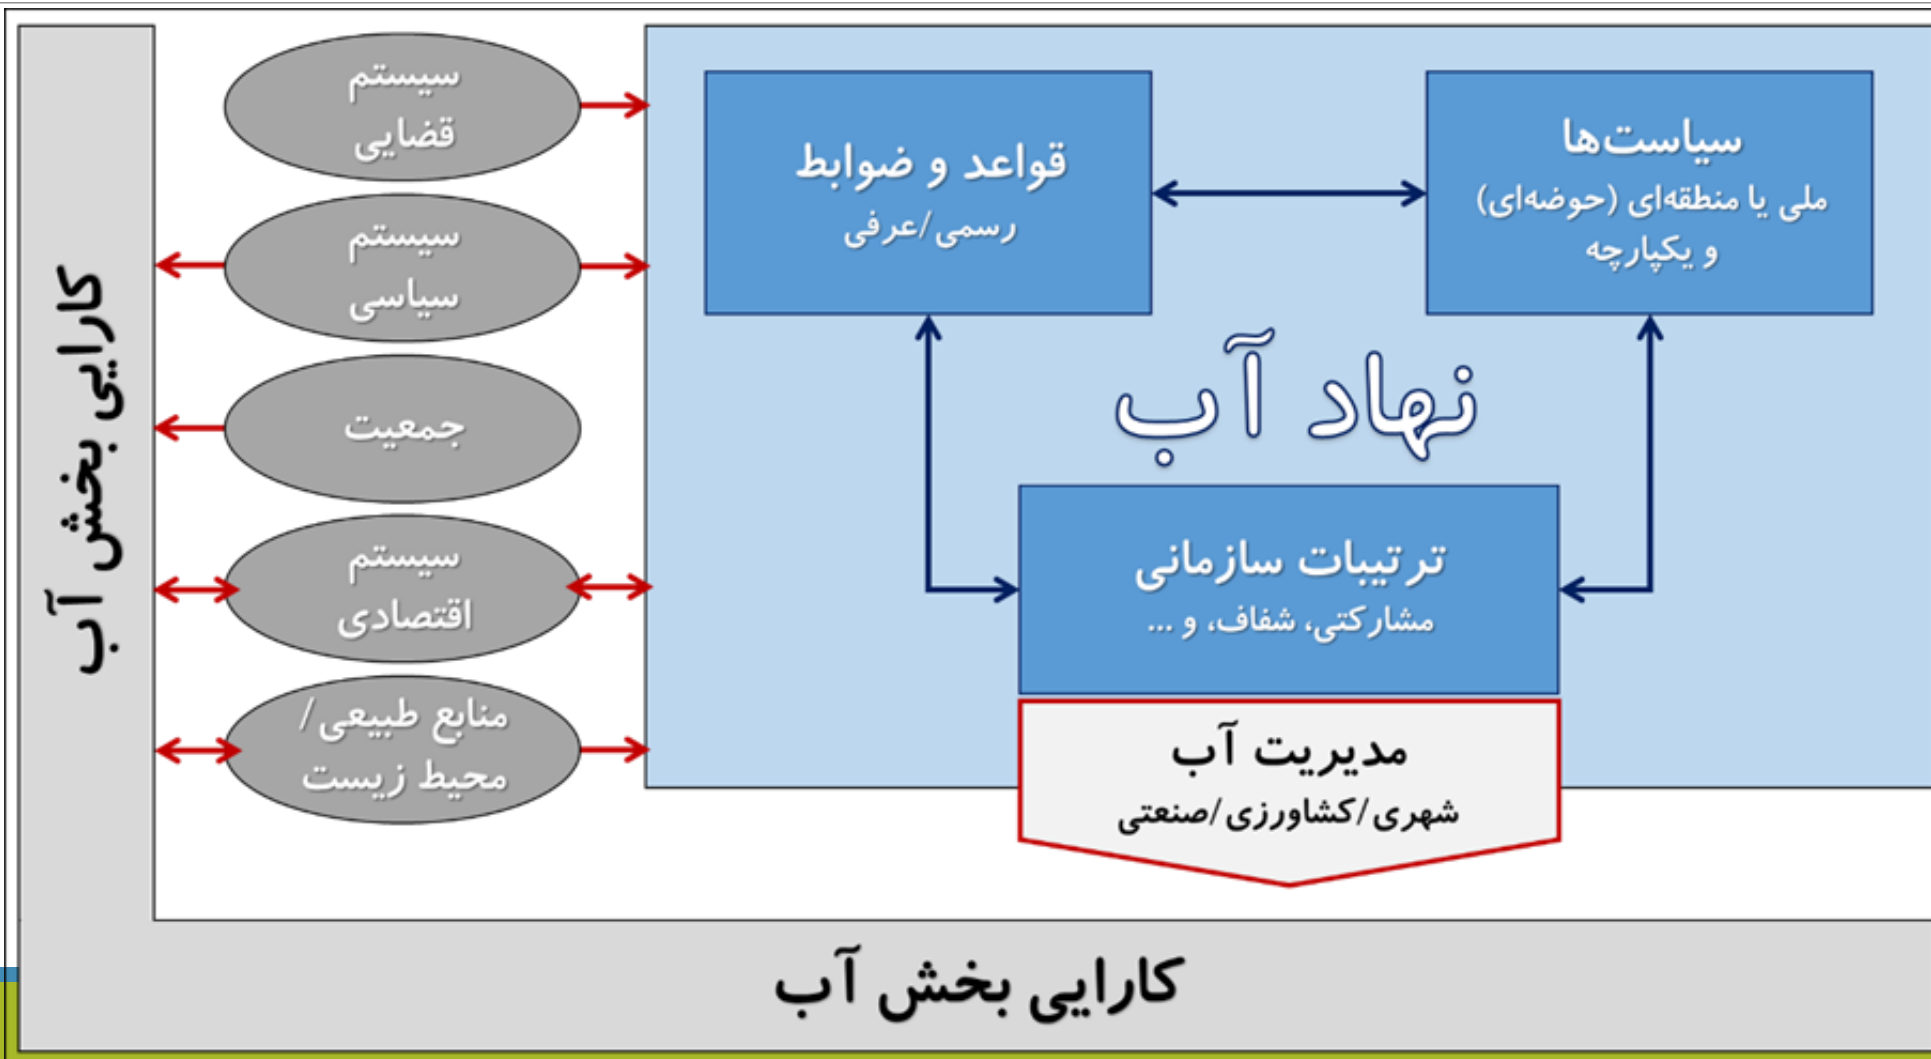 سیاست‌ها
ملی یا منطقه‌ای (حوضه‌ای)
و یکپارچه
قواعد و ضوابط
رسمی/عرفی
نهاد آب
ترتیبات سازمانی
مشارکتی، شفاف، و ...
مدیریت آب
شهری/کشاورزی/صنعتی
سیستم
قضایی
سیستم
سیاسی
جمعیت
سیستم
اقتصادی
منابع طبیعی/
محیط زیست
کارایی بخش آب
کارایی بخش آب